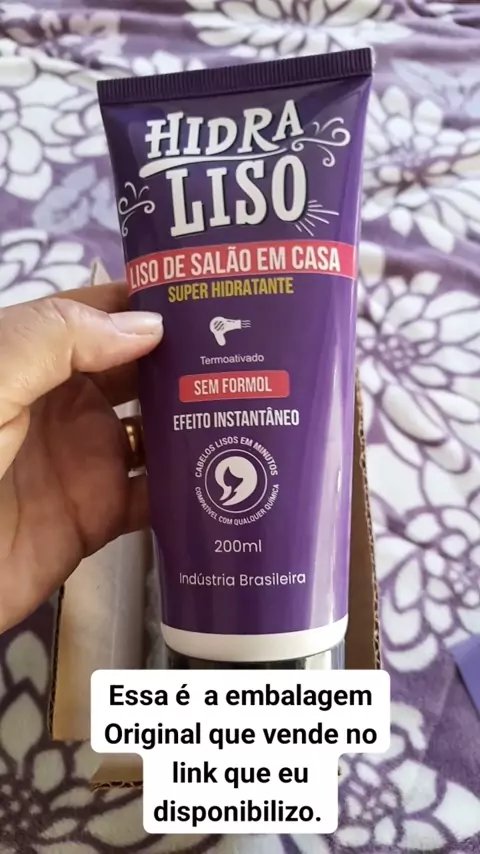 HIDRA
LISO
LISO DE SALÃO EM CASA
SUPER HIDRATANTE
Termoativado
SEM FORMOL
EFEITO INSTANTÂNEO
CABELOS LISOS EM MINUTOS
COMPATÍVEL COM QUALQUER QUÍMICA
200ml
Indústria Brasileira
Essa é a embalagem
Original que vende no
link que eu
disponibilizo.